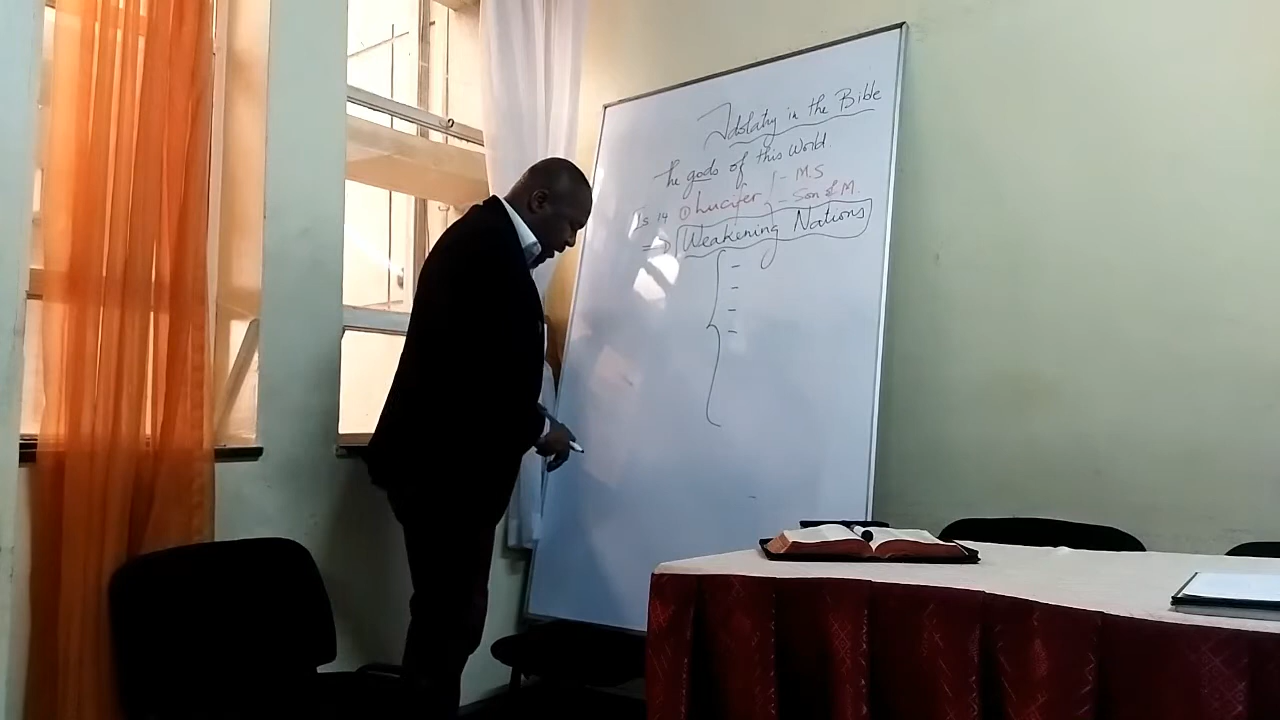 Idolatry in the Bible
The gods of this World.
Is 14 ① Lucifer { - M.S
- Son of M.
=> Weakening Nations
-
-
-
-